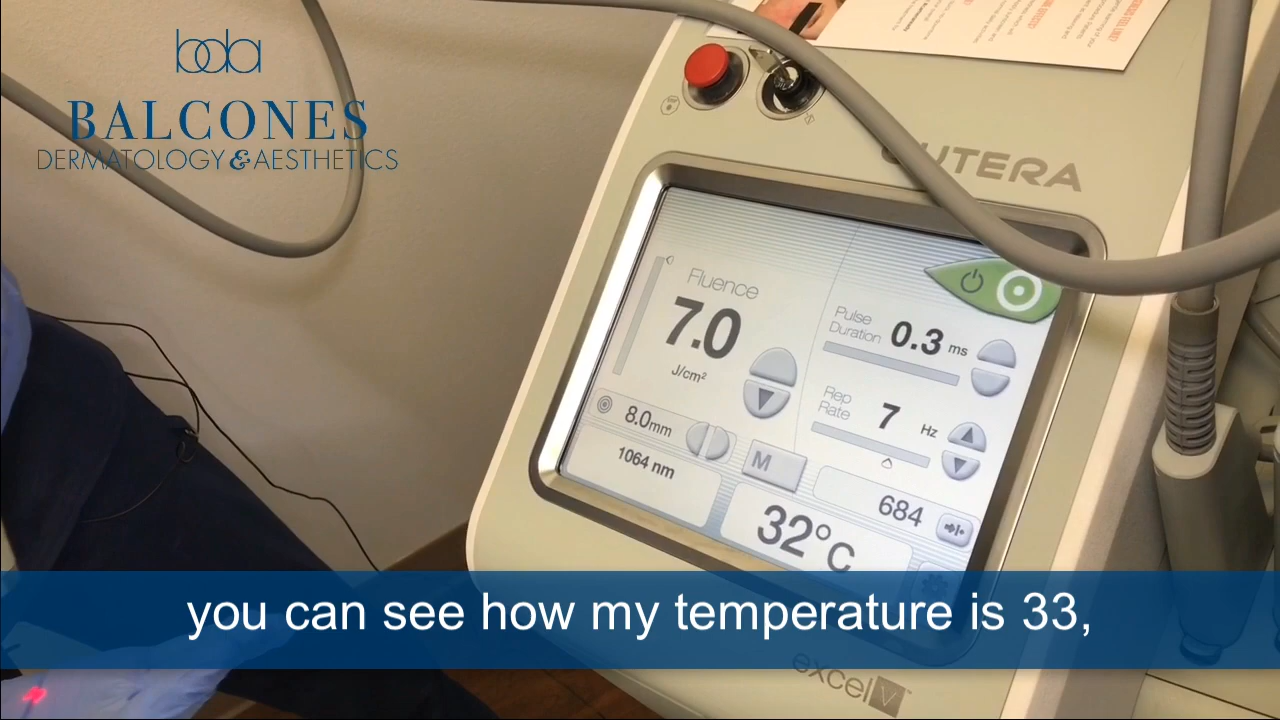 bda
BALCONES
DERMATOLOGY & AESTHETICS
CUTERA
Fluence
7.0
J/cm²
Pulse
Duration
0.3 ms
Rep
Rate
7 Hz
8.0mm
1064 nm
M
684
32°C
you can see how my temperature is 33,
excel V